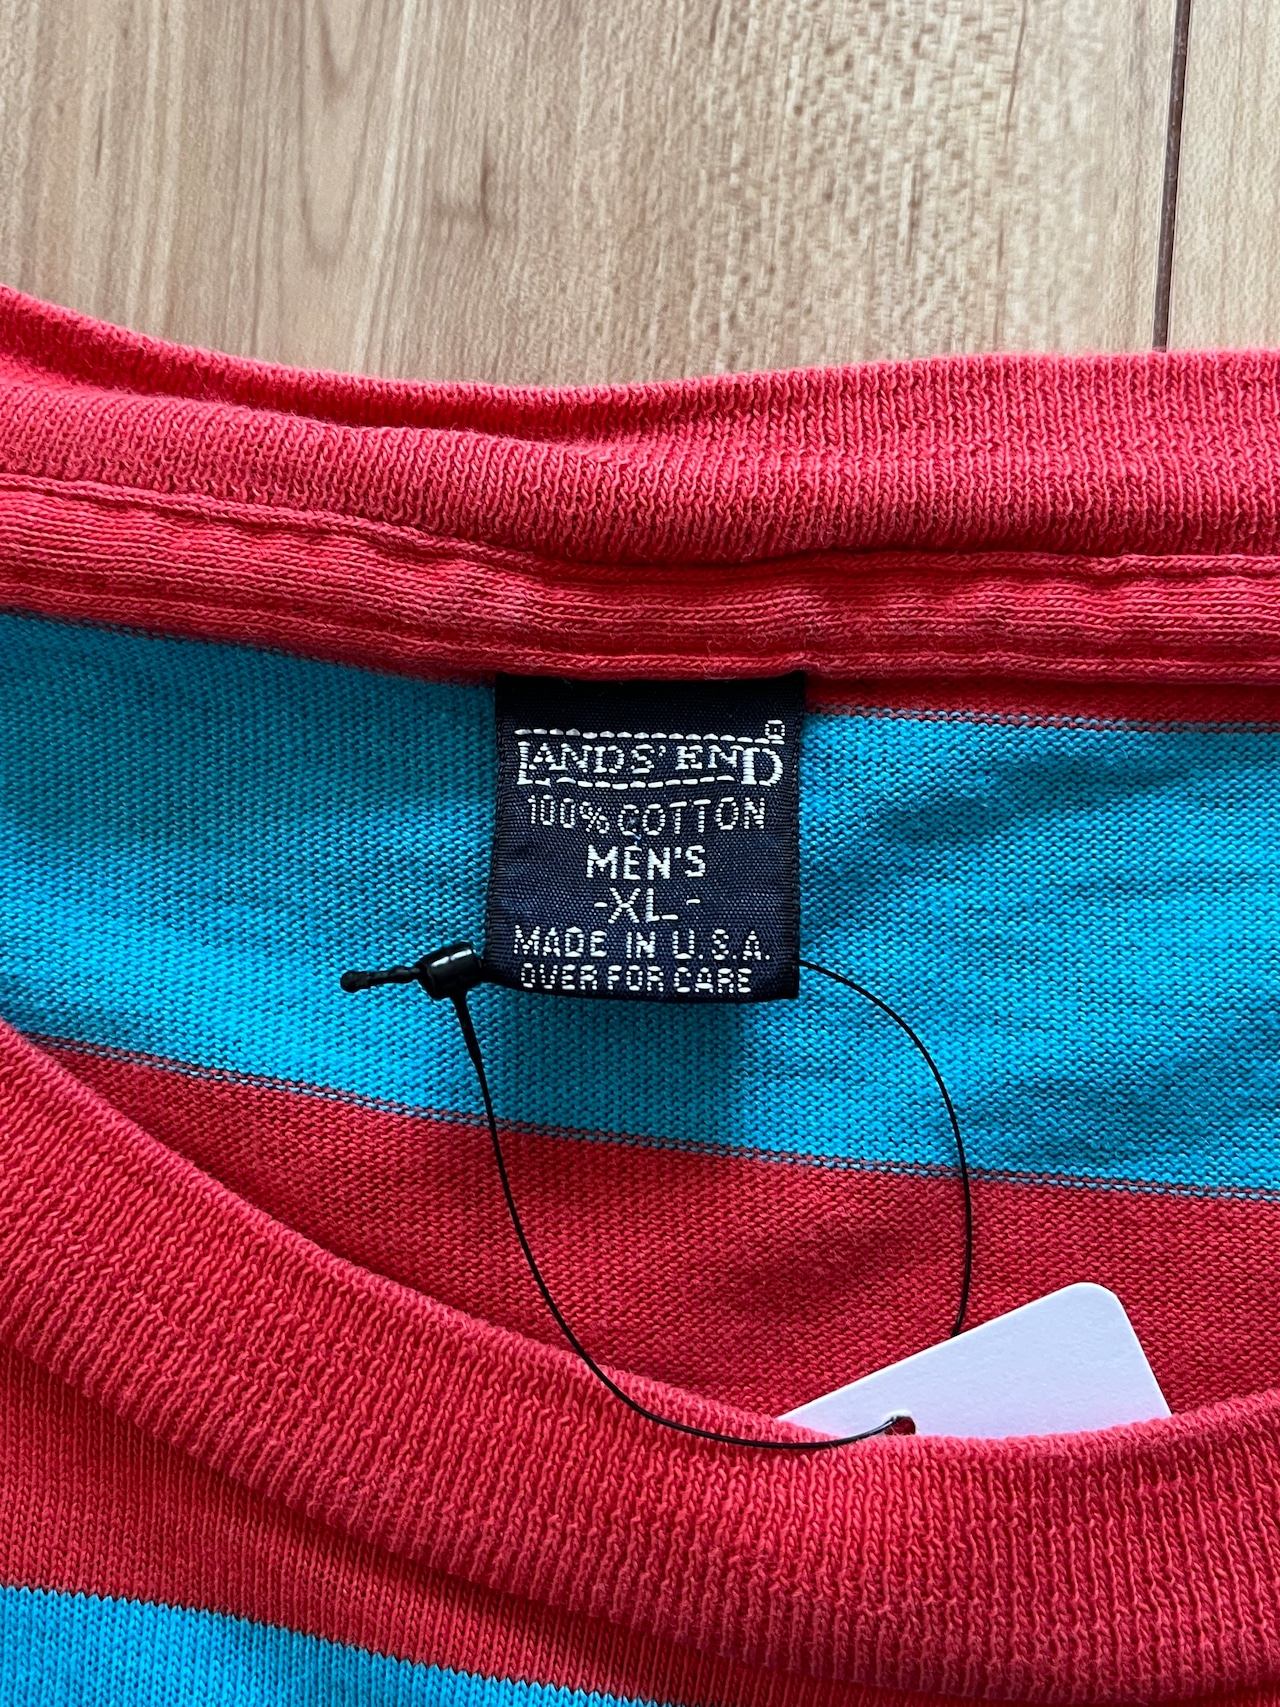 LANDS' END®
100% COTTON
MEN'S
-XL-
MADE IN U.S.A.
OVER FOR CARE